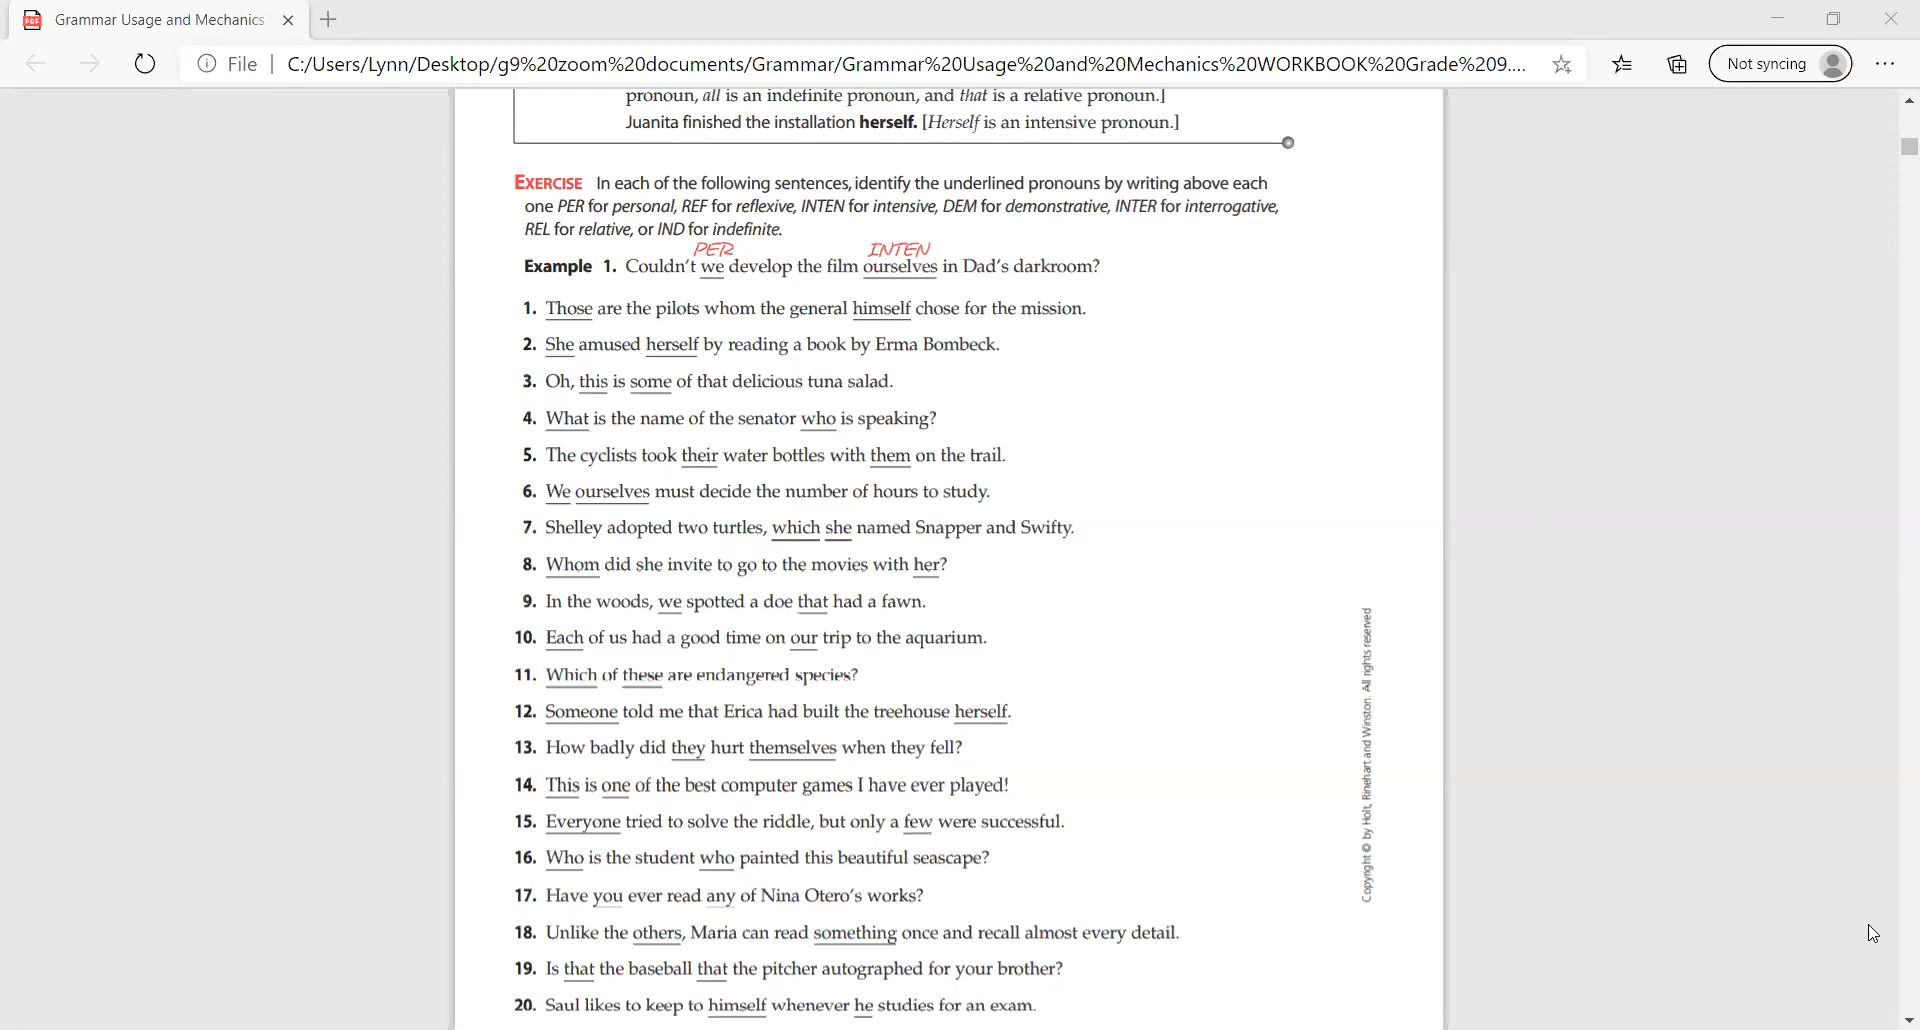 Grammar Usage and Mechanics
File | C:/Users/Lynn/Desktop/g9%20zoom%20documents/Grammar/Grammar%20Usage%20and%20Mechanics%20WORKBOOK%20Grade%209.... Not syncing
pronoun, all is an indefinite pronoun, and that is a relative pronoun.]
Juanita finished the installation herself. [Herself is an intensive pronoun.]
EXERCISE In each of the following sentences, identify the underlined pronouns by writing above each
one PER for personal, REF for reflexive, INTEN for intensive, DEM for demonstrative, INTER for interrogative,
REL for relative, or IND for indefinite.
PER INTEN
Example 1. Couldn't we develop the film ourselves in Dad's darkroom?
1. Those are the pilots whom the general himself chose for the mission.
2. She amused herself by reading a book by Erma Bombeck.
3. Oh, this is some of that delicious tuna salad.
4. What is the name of the senator who is speaking?
5. The cyclists took their water bottles with them on the trail.
6. We ourselves must decide the number of hours to study.
7. Shelley adopted two turtles, which she named Snapper and Swifty.
8. Whom did she invite to go to the movies with her?
9. In the woods, we spotted a doe that had a fawn.
10. Each of us had a good time on our trip to the aquarium.
11. Which of these are endangered species?
12. Someone told me that Erica had built the treehouse herself.
13. How badly did they hurt themselves when they fell?
14. This is one of the best computer games I have ever played!
15. Everyone tried to solve the riddle, but only a few were successful.
16. Who is the student who painted this beautiful seascape?
17. Have you ever read any of Nina Otero's works?
18. Unlike the others, Maria can read something once and recall almost every detail.
19. Is that the baseball that the pitcher autographed for your brother?
20. Saul likes to keep to himself whenever he studies for an exam.
Copyright © by Holt, Rinehart and Winston. All rights reserved